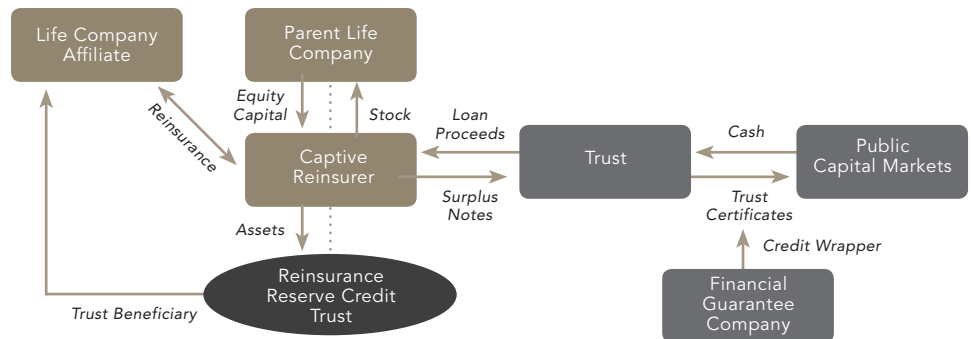 Life Company
Affiliate
Parent Life
Company
Equity
Capital
Stock
Reinsurance
Loan
Proceeds
Cash
Captive
Reinsurer
Trust
Public
Capital Markets
Surplus
Notes
Trust
Certificates
Assets
Credit Wrapper
Reinsurance
Reserve Credit
Trust
Trust Beneficiary
Financial
Guarantee
Company